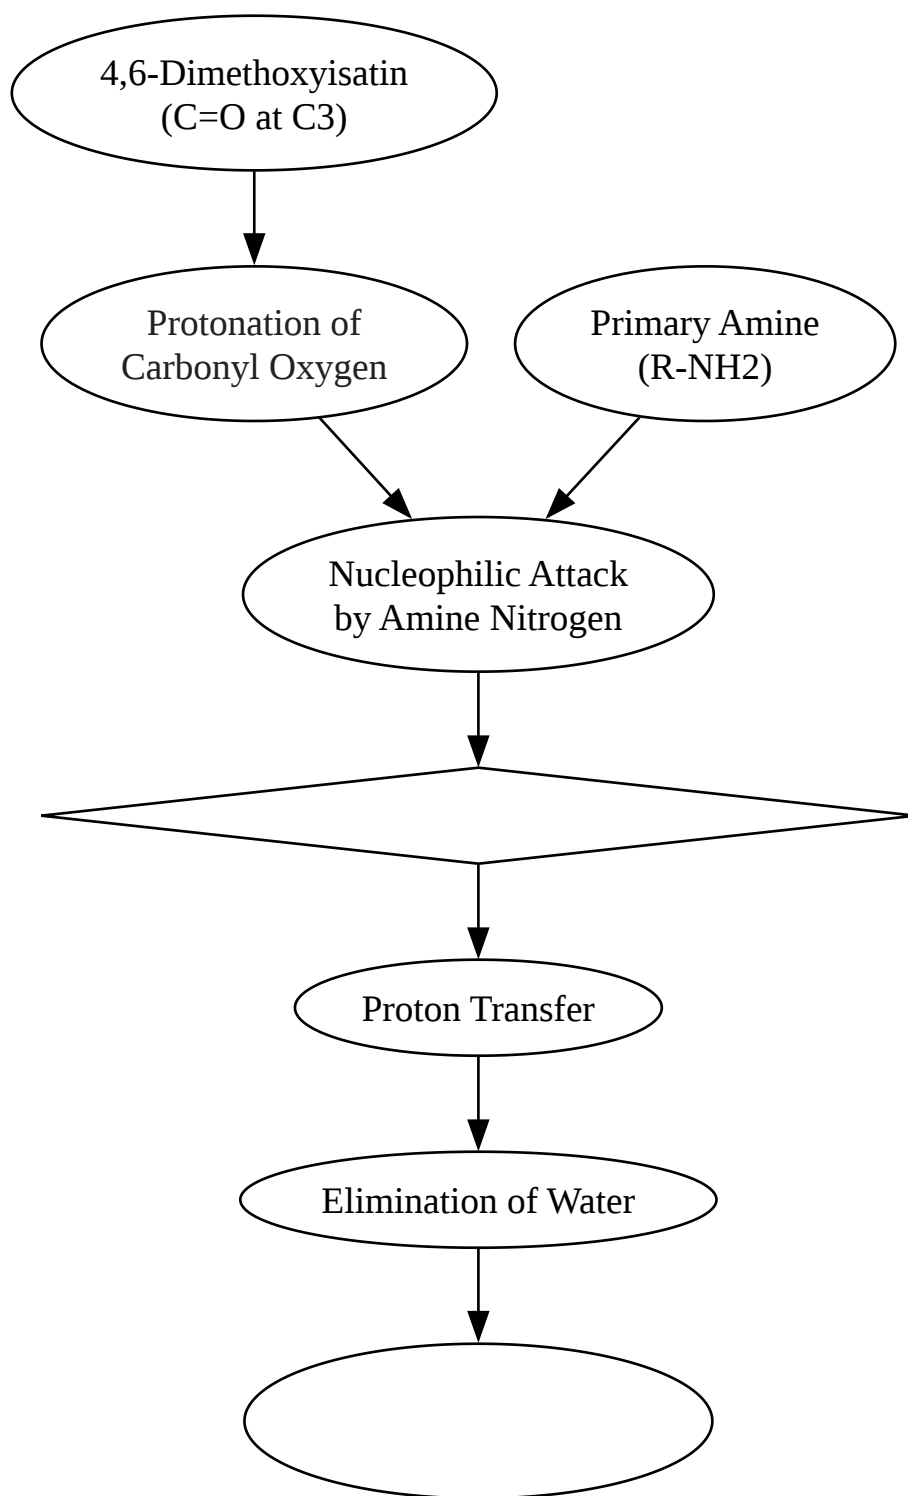 4,6-Dimethoxyisatin
(C=O at C3)
Protonation of
Carbonyl Oxygen
Primary Amine
(R-NH2)
Nucleophilic Attack
by Amine Nitrogen
Proton Transfer
Elimination of Water